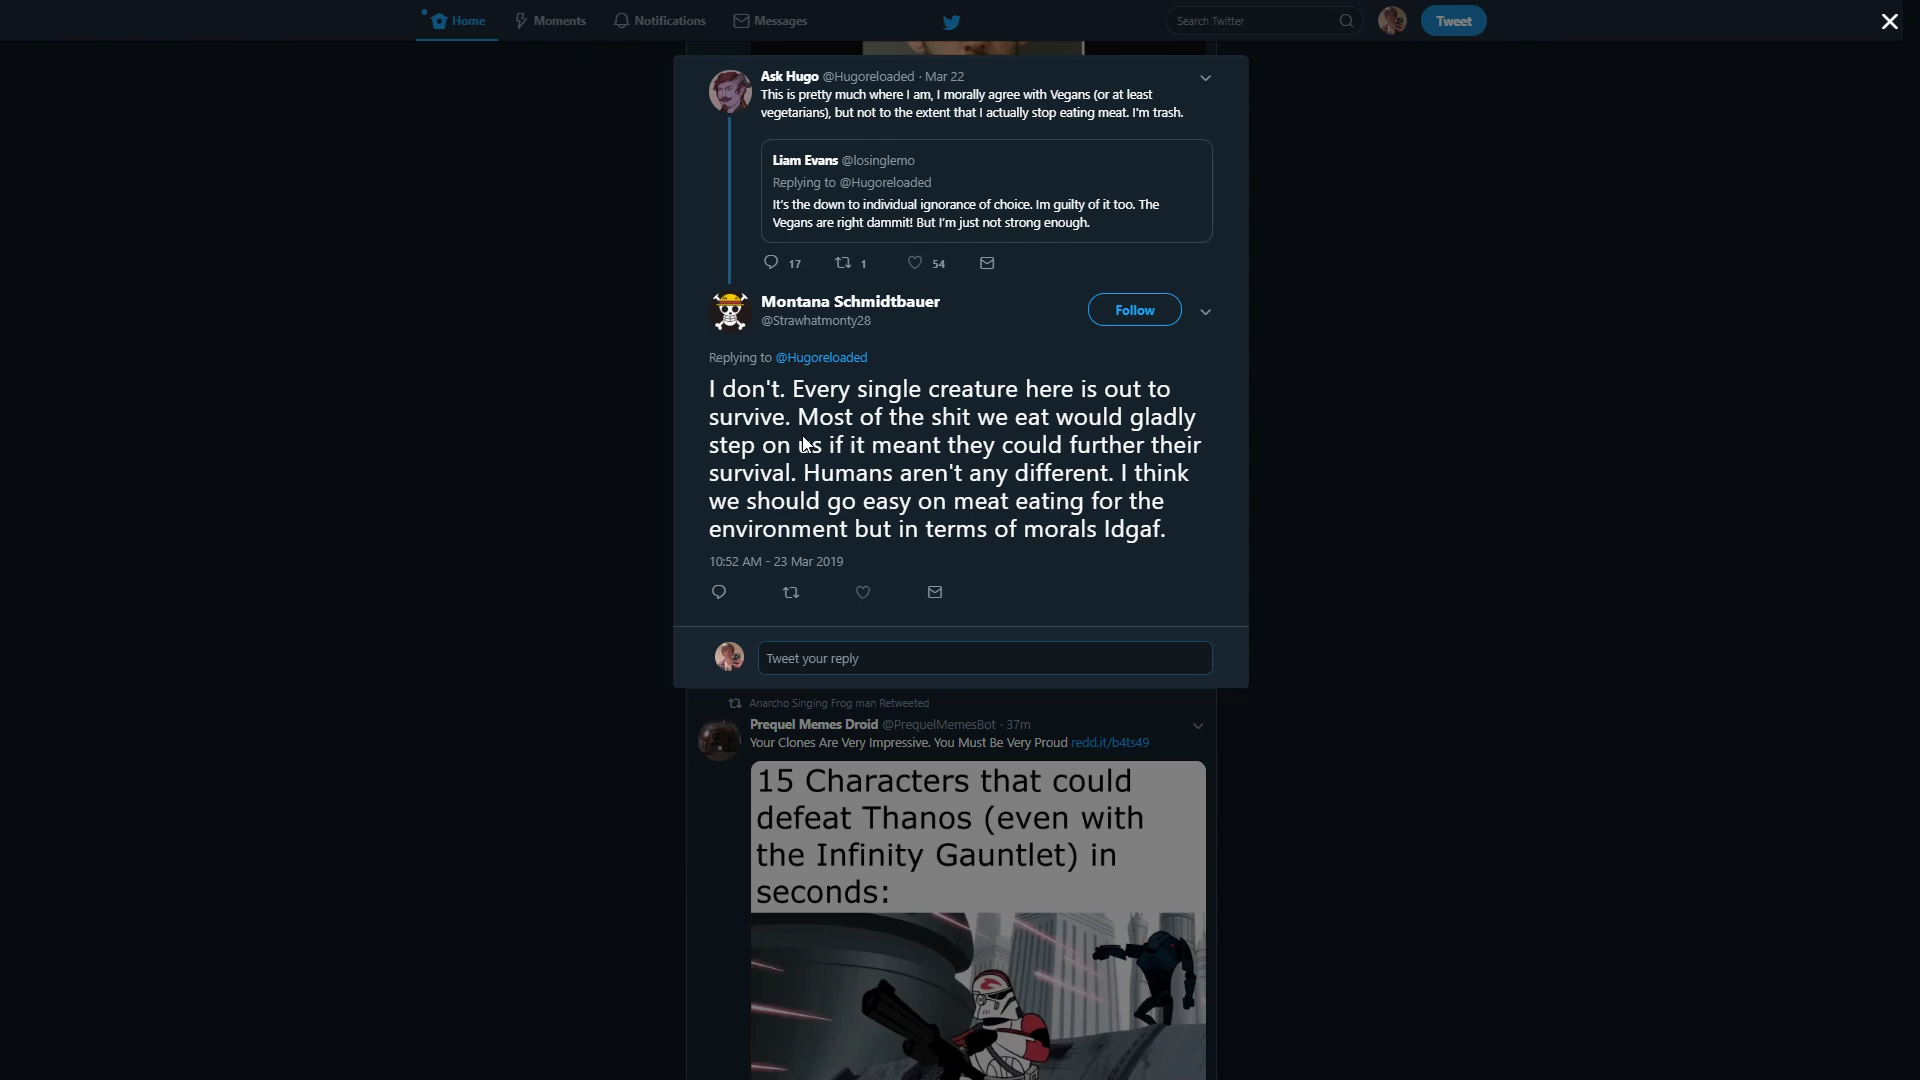 Home Moments Notifications Messages Search Twitter Tweet
Ask Hugo @Hugoreloaded · Mar 22
This is pretty much where I am, I morally agree with Vegans (or at least
vegetarians), but not to the extent that I actually stop eating meat. I'm trash.
Liam Evans @losinglemo
Replying to @Hugoreloaded
It's the down to individual ignorance of choice. Im guilty of it too. The
Vegans are right dammit! But I'm just not strong enough.
17 1 54
Montana Schmidtbauer
@Strawhatmonty28
Follow
Replying to @Hugoreloaded
I don't. Every single creature here is out to
survive. Most of the shit we eat would gladly
step on us if it meant they could further their
survival. Humans aren't any different. I think
we should go easy on meat eating for the
environment but in terms of morals Idgaf.
10:52 AM - 23 Mar 2019
Tweet your reply
Anarcho Singing Frog man Retweeted
Prequel Memes Droid @PrequelMemesBot · 37m
Your Clones Are Very Impressive. You Must Be Very Proud redd.it/b4ts49
15 Characters that could
defeat Thanos (even with
the Infinity Gauntlet) in
seconds: